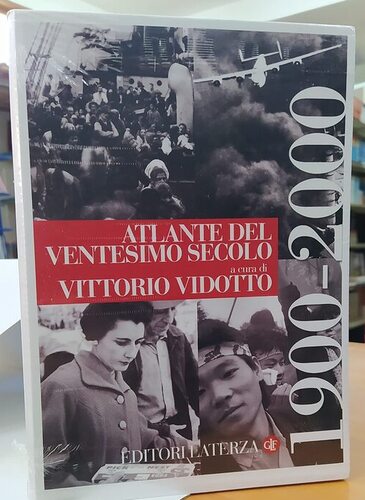 ATLANTE DEL
VENTESIMO SECOLO
a cura di
VITTORIO VIDOTTO
1900-2000
EDITORI LATERZA